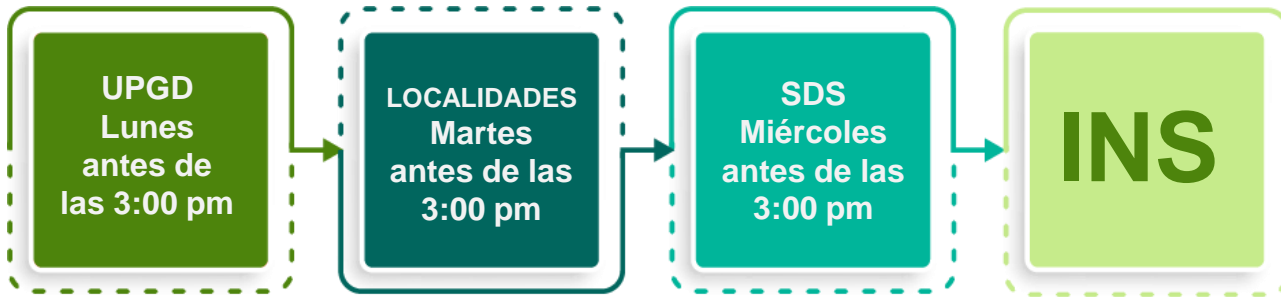 UPGD
Lunes
antes de
las 3:00 pm
LOCALIDADES
Martes
antes de las
3:00 pm
SDS
Miércoles
antes de las
3:00 pm
INS